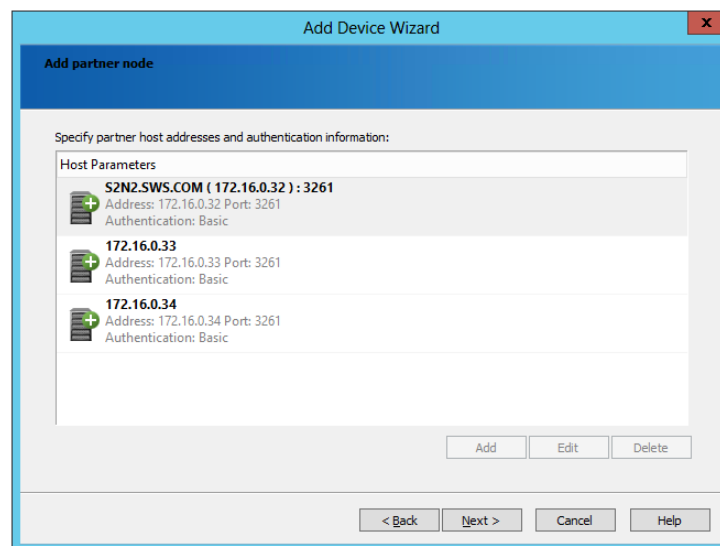 Add Device Wizard
x
Add partner node
Specify partner host addresses and authentication information:
Host Parameters
S2N2.SWS.COM ( 172.16.0.32 ) : 3261
Address: 172.16.0.32 Port: 3261
Authentication: Basic
172.16.0.33
Address: 172.16.0.33 Port: 3261
Authentication: Basic
172.16.0.34
Address: 172.16.0.34 Port: 3261
Authentication: Basic
Add Edit Delete
< Back Next > Cancel Help